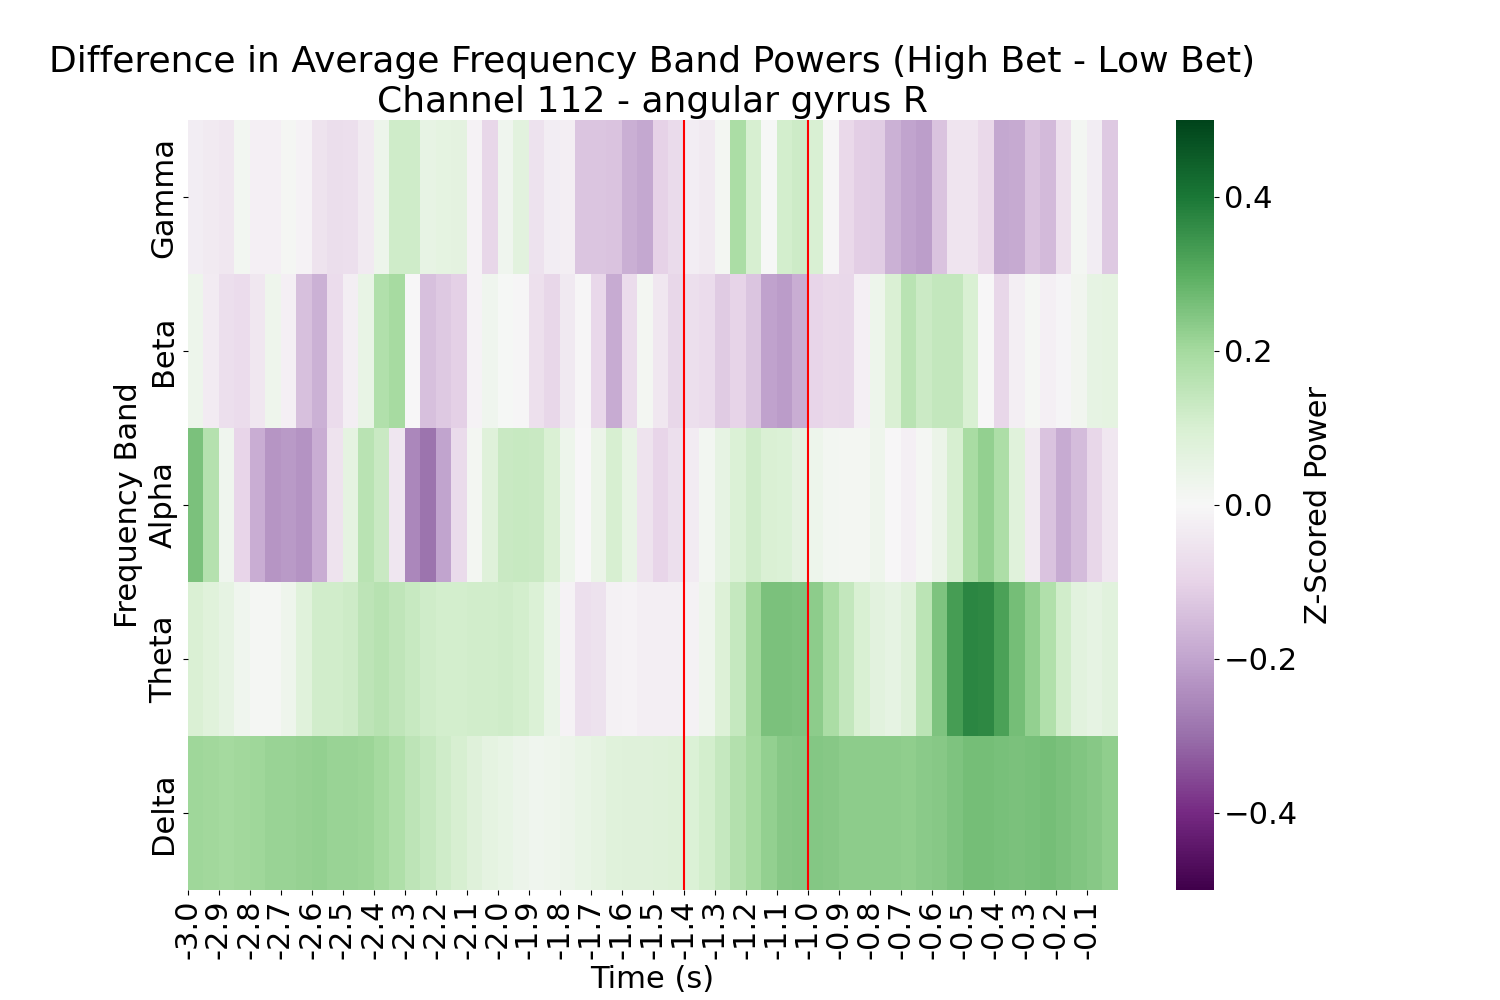 Difference in Average Frequency Band Powers (High Bet - Low Bet)
Channel 112 - angular gyrus R
Frequency Band
Gamma
Beta
Alpha
Theta
Delta
-3.0 -2.9 -2.8 -2.7 -2.6 -2.5 -2.4 -2.3 -2.2 -2.1 -2.0 -1.9 -1.8 -1.7 -1.6 -1.5 -1.4 -1.3 -1.2 -1.1 -1.0 -0.9 -0.8 -0.7 -0.6 -0.5 -0.4 -0.3 -0.2 -0.1
Time (s)
0.4
0.2
0.0
−0.2
−0.4
Z-Scored Power